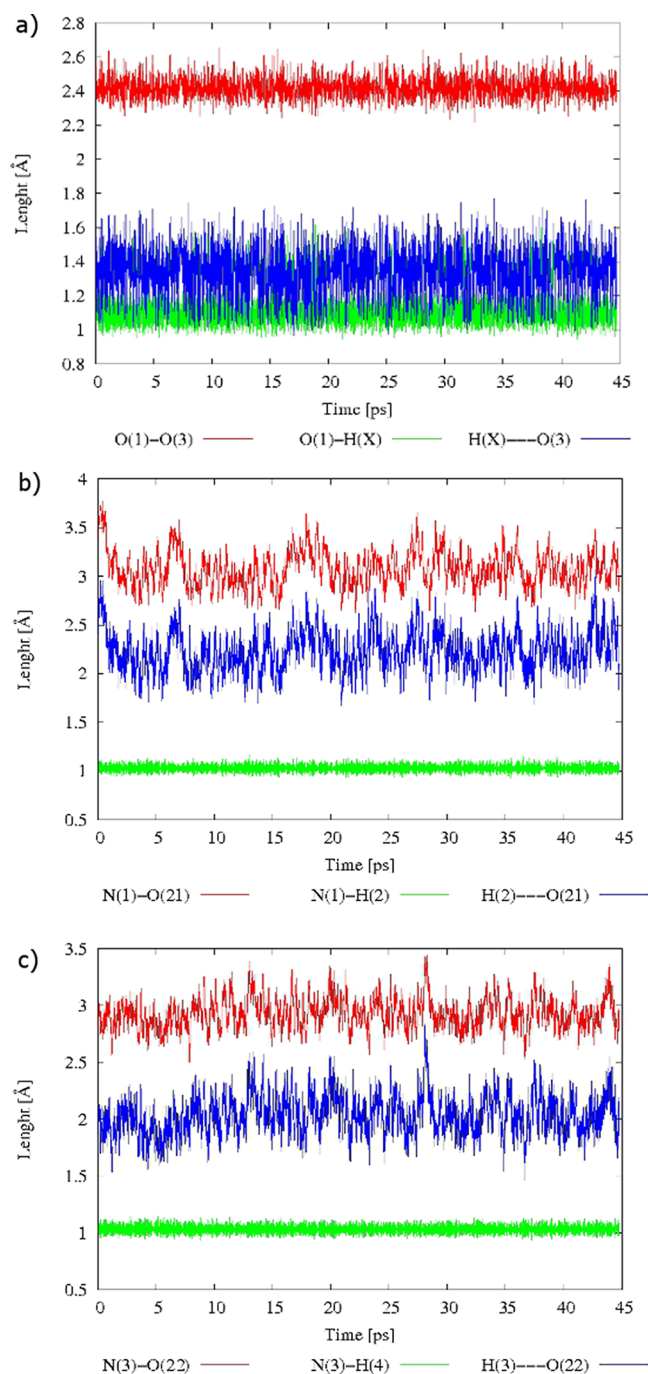 a)
2.8
2.6
2.4
2.2
2
1.8
1.6
1.4
1.2
1
0.8
Lenght [Å]
0 5 10 15 20 25 30 35 40 45
Time [ps]
O(1)–O(3) O(1)–H(X) H(X)---O(3)
b)
4
3.5
3
2.5
2
1.5
1
0.5
Lenght [Å]
0 5 10 15 20 25 30 35 40 45
Time [ps]
N(1)–O(21) N(1)–H(2) H(2)---O(21)
c)
3.5
3
2.5
2
1.5
1
0.5
Lenght [Å]
0 5 10 15 20 25 30 35 40 45
Time [ps]
N(3)–O(22) N(3)–H(4) H(3)---O(22)